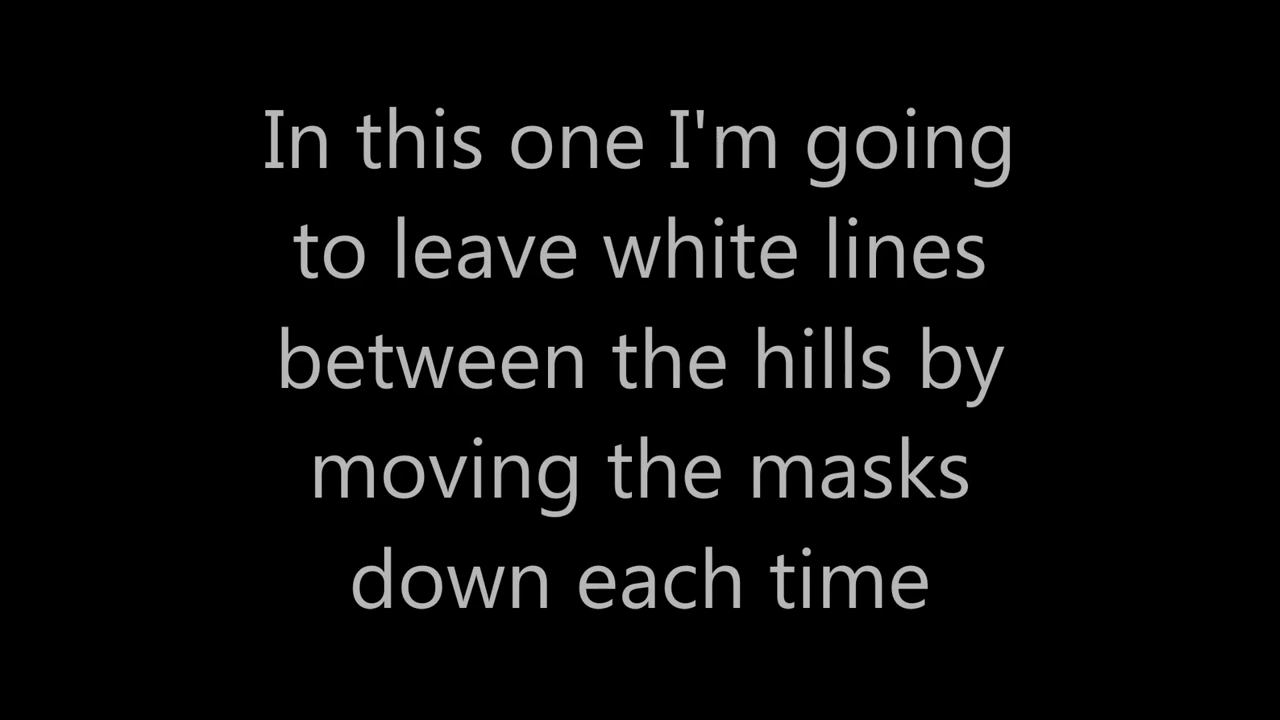 In this one I'm going
to leave white lines
between the hills by
moving the masks
down each time